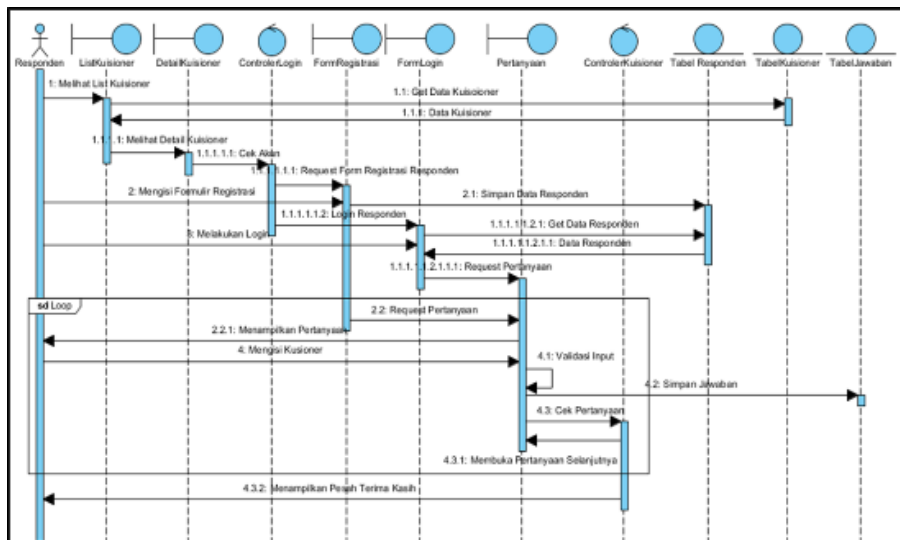 Responden
ListKuisioner
DetailKuisioner
ControlerLogin
FormRegistrasi
FormLogin
Pertanyaan
ControlerKuisioner
Tabel Responden
TabelKuisioner
TabelJawaban
1: Melihat List Kuisioner
1.1: Get Data Kuisoioner
1.1.1: Data Kuisioner
1.1.1.1: Melihat Detail Kuisioner
1.1.1.1.1: Cek Akun
1.1.1.1.1.1: Request Form Registrasi Responden
2: Mengisi Formulir Registrasi
2.1: Simpan Data Responden
1.1.1.1.1.2: Login Responden
1.1.1.1.1.2.1: Get Data Responden
3: Melakukan Login
1.1.1.1.1.2.1.1: Data Responden
1.1.1.1.1.2.1.1.1: Request Pertanyaan
sd Loop
2.2: Request Pertanyaan
2.2.1: Menampilkan Pertanyaan
4: Mengisi Kusioner
4.1: Validasi Input
4.2: Simpan Jawaban
4.3: Cek Pertanyaan
4.3.1: Membuka Pertanyaan Selanjutnya
4.3.2: Menampilkan Pesan Terima Kasih